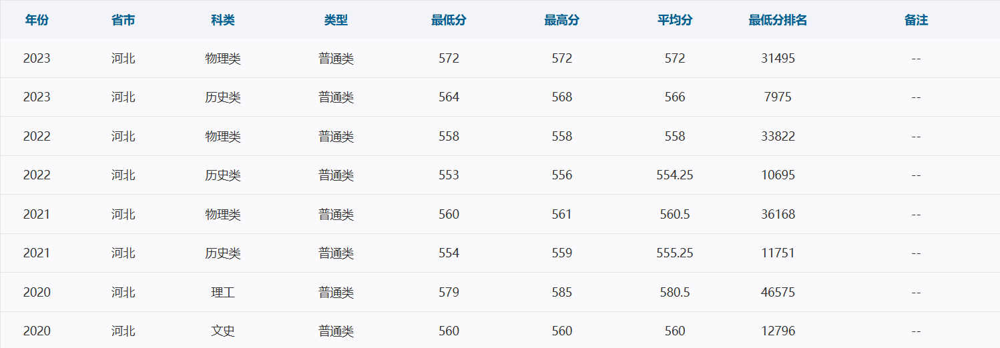 年份 省市 科类 类型 最低分 最高分 平均分 最低分排名 备注
2023 河北 物理类 普通类 572 572 572 31495 --
2023 河北 历史类 普通类 564 568 566 7975 --
2022 河北 物理类 普通类 558 558 558 33822 --
2022 河北 历史类 普通类 553 556 554.25 10695 --
2021 河北 物理类 普通类 560 561 560.5 36168 --
2021 河北 历史类 普通类 554 559 555.25 11751 --
2020 河北 理工 普通类 579 585 580.5 46575 --
2020 河北 文史 普通类 560 560 560 12796 --